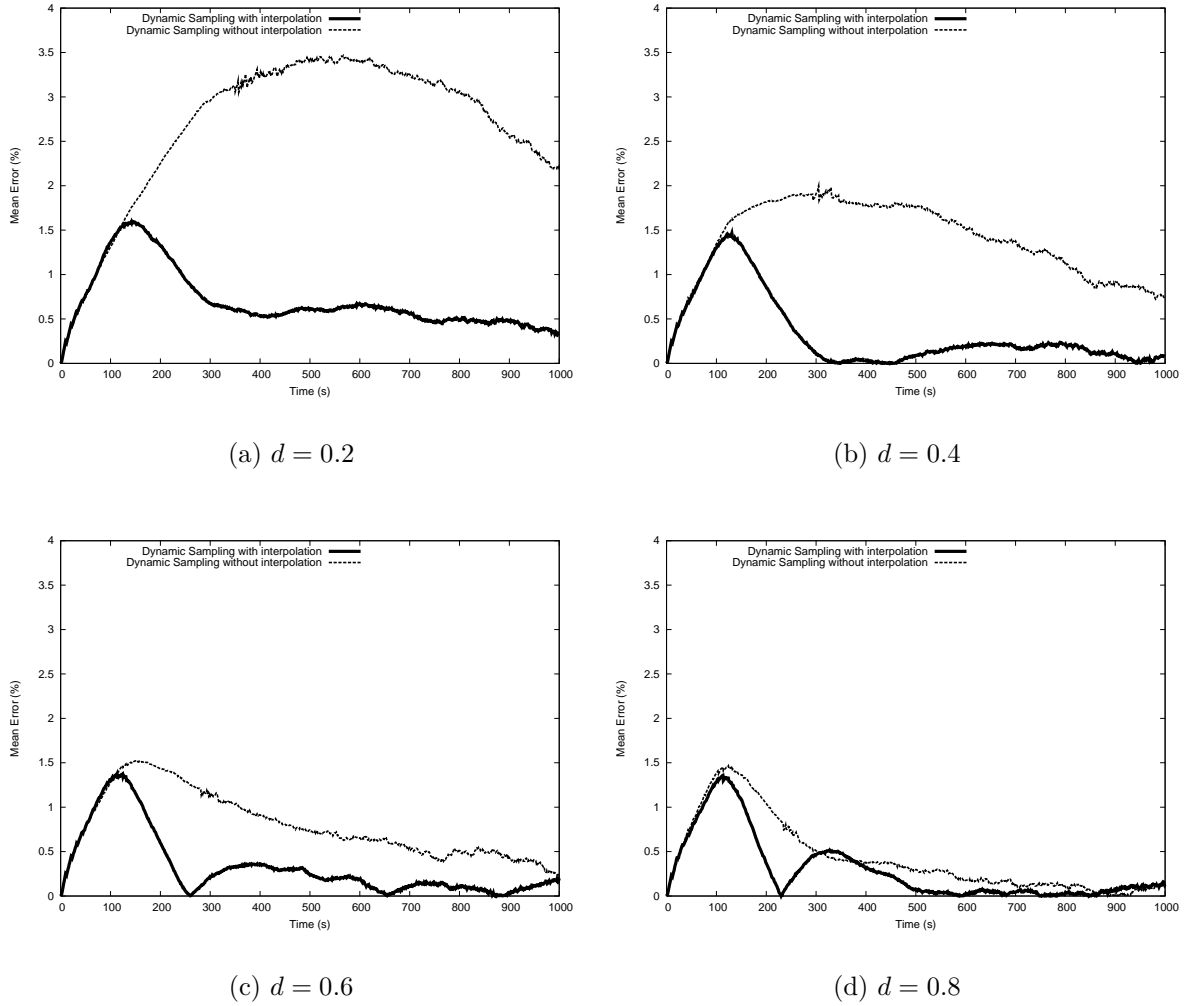 Dynamic Sampling with interpolation
Dynamic Sampling without interpolation
4
3.5
3
2.5
2
1.5
1
0.5
0
Mean Error (%)
0 100 200 300 400 500 600 700 800 900 1000
Time (s)
(a) d = 0.2
Dynamic Sampling with interpolation
Dynamic Sampling without interpolation
4
3.5
3
2.5
2
1.5
1
0.5
0
Mean Error (%)
0 100 200 300 400 500 600 700 800 900 1000
Time (s)
(b) d = 0.4
Dynamic Sampling with interpolation
Dynamic Sampling without interpolation
4
3.5
3
2.5
2
1.5
1
0.5
0
Mean Error (%)
0 100 200 300 400 500 600 700 800 900 1000
Time (s)
(c) d = 0.6
Dynamic Sampling with interpolation
Dynamic Sampling without interpolation
4
3.5
3
2.5
2
1.5
1
0.5
0
Mean Error (%)
0 100 200 300 400 500 600 700 800 900 1000
Time (s)
(d) d = 0.8